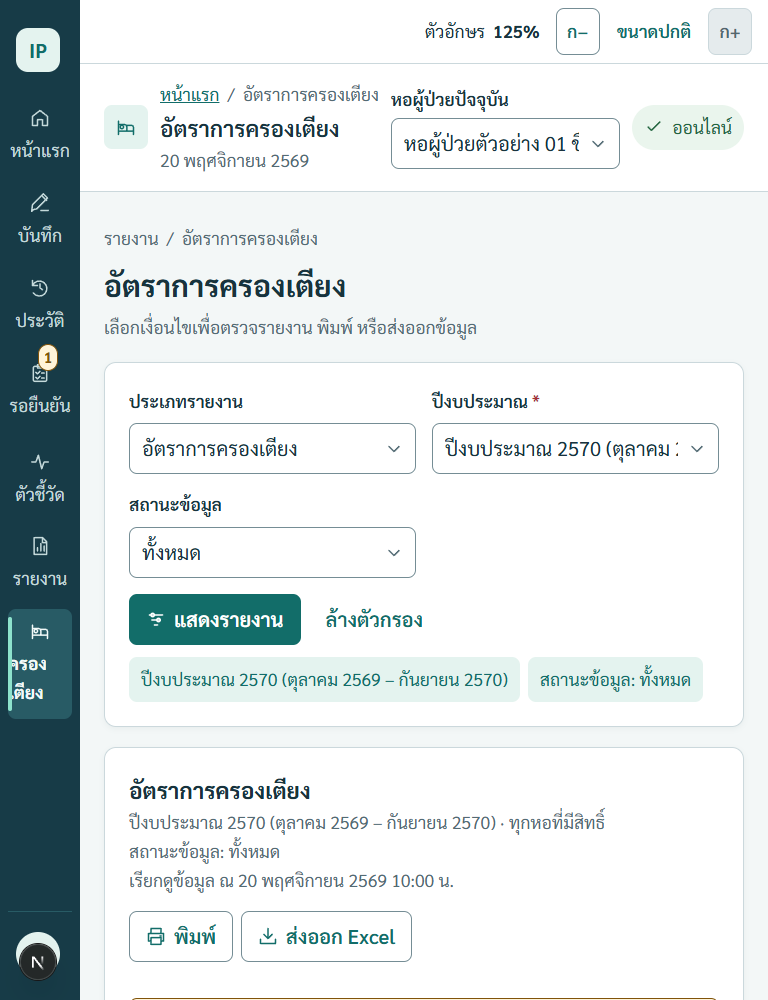 IP
หน้าแรก
บันทึก
ประวัติ
1
รอยืนยัน
ตัวชี้วัด
รายงาน
ครอง
เตียง
N
ตัวอักษร 125% ก− ขนาดปกติ ก+
หน้าแรก / อัตราการครองเตียง
อัตราการครองเตียง
20 พฤศจิกายน 2569
หอผู้ป่วยปัจจุบัน
หอผู้ป่วยตัวอย่าง 01
ออนไลน์
รายงาน / อัตราการครองเตียง
อัตราการครองเตียง
เลือกเงื่อนไขเพื่อตรวจรายงาน พิมพ์ หรือส่งออกข้อมูล
ประเภทรายงาน
อัตราการครองเตียง
ปีงบประมาณ *
ปีงบประมาณ 2570 (ตุลาคม
สถานะข้อมูล
ทั้งหมด
แสดงรายงาน ล้างตัวกรอง
ปีงบประมาณ 2570 (ตุลาคม 2569 – กันยายน 2570) สถานะข้อมูล: ทั้งหมด
อัตราการครองเตียง
ปีงบประมาณ 2570 (ตุลาคม 2569 – กันยายน 2570) · ทุกหอที่มีสิทธิ์
สถานะข้อมูล: ทั้งหมด
เรียกดูข้อมูล ณ 20 พฤศจิกายน 2569 10:00 น.
พิมพ์ ส่งออก Excel